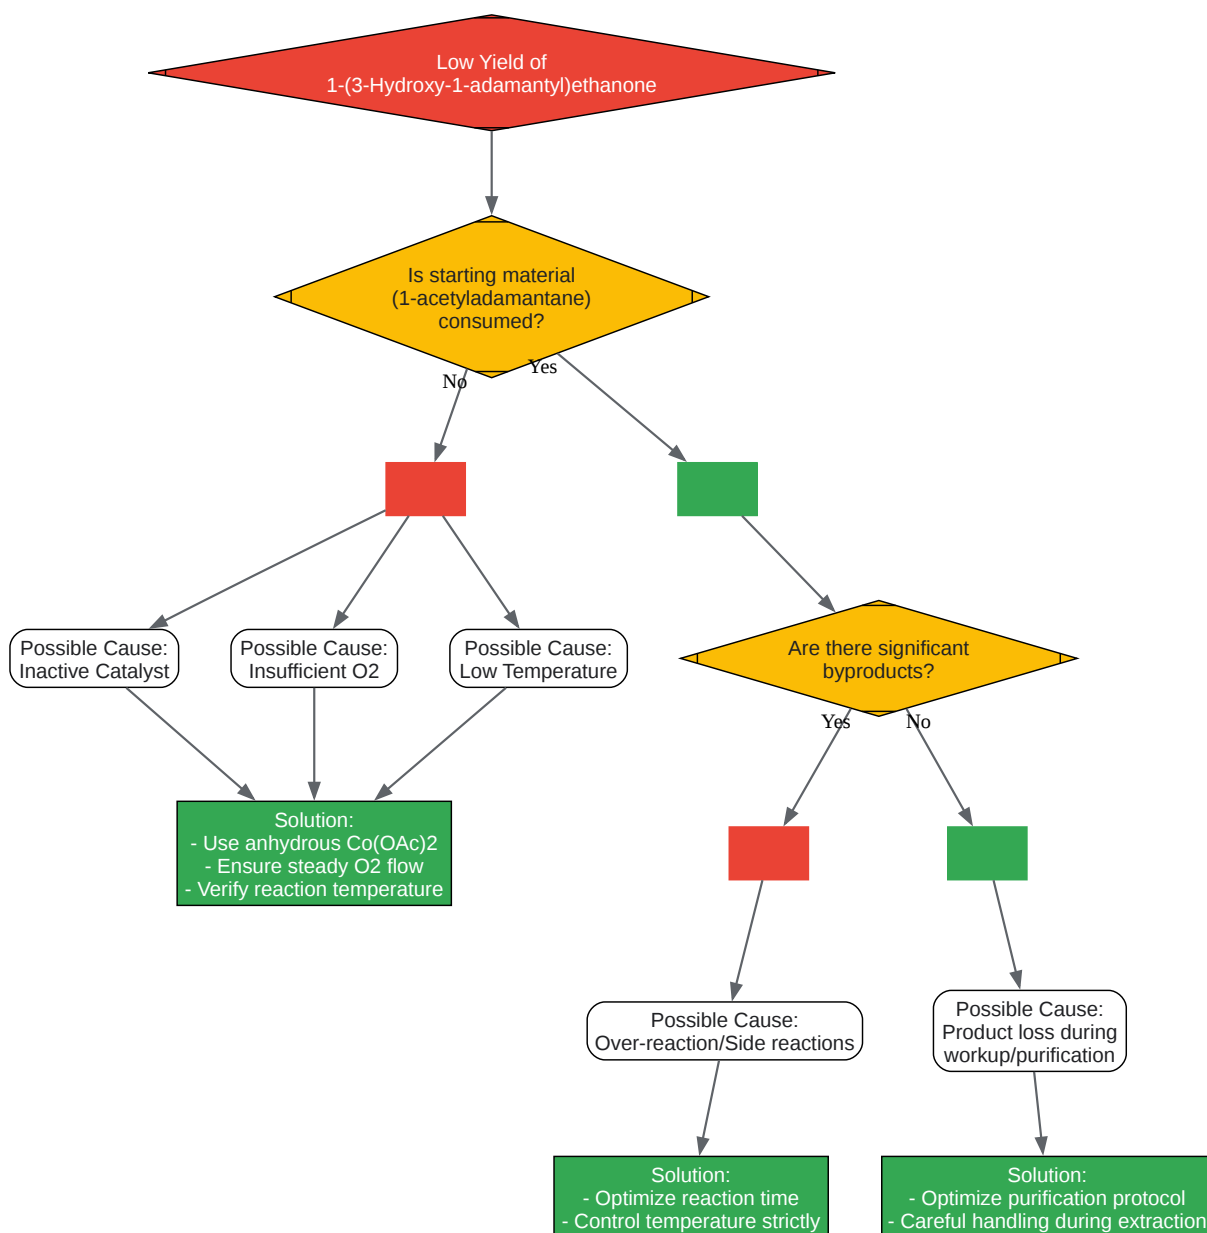 Low Yield of
1-(3-Hydroxy-1-adamantyl)ethanone
Is starting material
(1-acetyladamantane)
consumed?
No
Yes
Possible Cause:
Inactive Catalyst
Possible Cause:
Insufficient O2
Possible Cause:
Low Temperature
Are there significant
byproducts?
Yes
No
Solution:
- Use anhydrous Co(OAc)2
- Ensure steady O2 flow
- Verify reaction temperature
Possible Cause:
Over-reaction/Side reactions
Possible Cause:
Product loss during
workup/purification
Solution:
- Optimize reaction time
- Control temperature strictly
Solution:
- Optimize purification protocol
- Careful handling during extraction